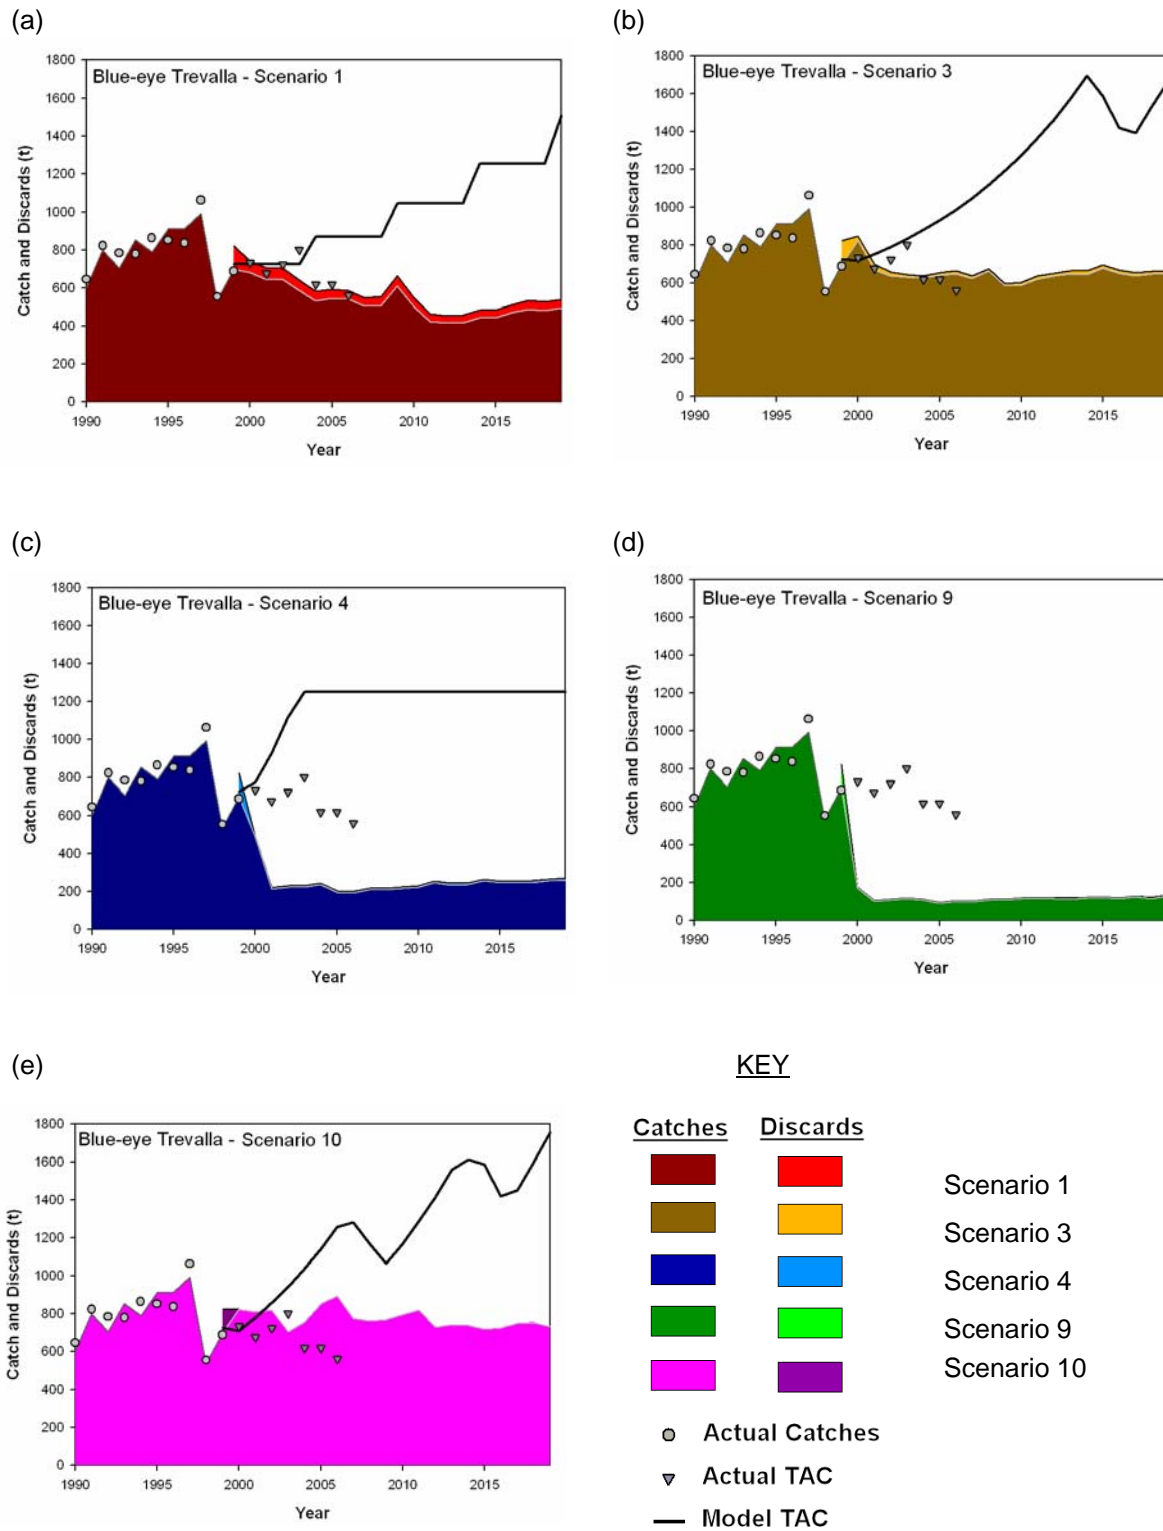 (a)
Blue-eye Trevalla - Scenario 1
1800
1600
1400
1200
1000
800
600
400
200
0
Catch and Discards (t)
1990 1995 2000 2005 2010 2015
Year
(b)
Blue-eye Trevalla - Scenario 3
1800
1600
1400
1200
1000
800
600
400
200
0
Catch and Discards (t)
1990 1995 2000 2005 2010 2015
Year
(c)
Blue-eye Trevalla - Scenario 4
1800
1600
1400
1200
1000
800
600
400
200
0
Catch and Discards (t)
1990 1995 2000 2005 2010 2015
Year
(d)
Blue-eye Trevalla - Scenario 9
1800
1600
1400
1200
1000
800
600
400
200
0
Catch and Discards (t)
1990 1995 2000 2005 2010 2015
Year
(e)
Blue-eye Trevalla - Scenario 10
1800
1600
1400
1200
1000
800
600
400
200
0
Catch and Discards (t)
1990 1995 2000 2005 2010 2015
Year
KEY
Catches Discards
Scenario 1
Scenario 3
Scenario 4
Scenario 9
Scenario 10
Actual Catches
Actual TAC
Model TAC